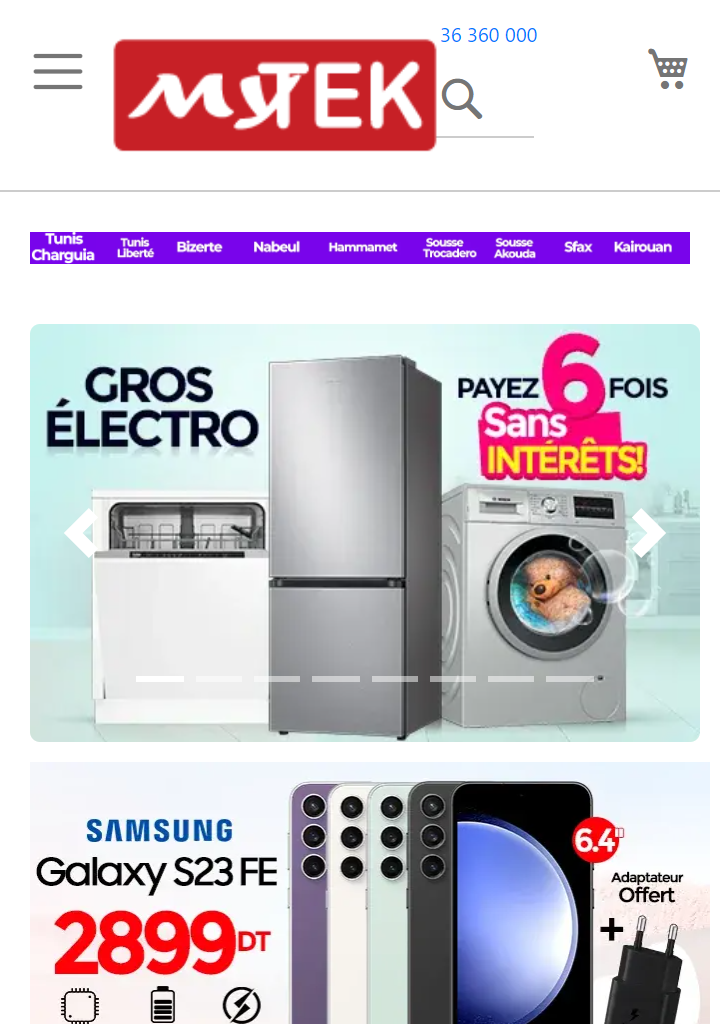 36 360 000
MYTEK
Tunis Charguia
Tunis Liberté
Bizerte
Nabeul
Hammamet
Sousse Trocadero
Sousse Akouda
Sfax
Kairouan
GROS
ÉLECTRO
PAYEZ 6 FOIS
Sans
INTÉRÊTS!
BOSCH
SAMSUNG
Galaxy S23 FE
2899DT
6.4"
Adaptateur
Offert
+